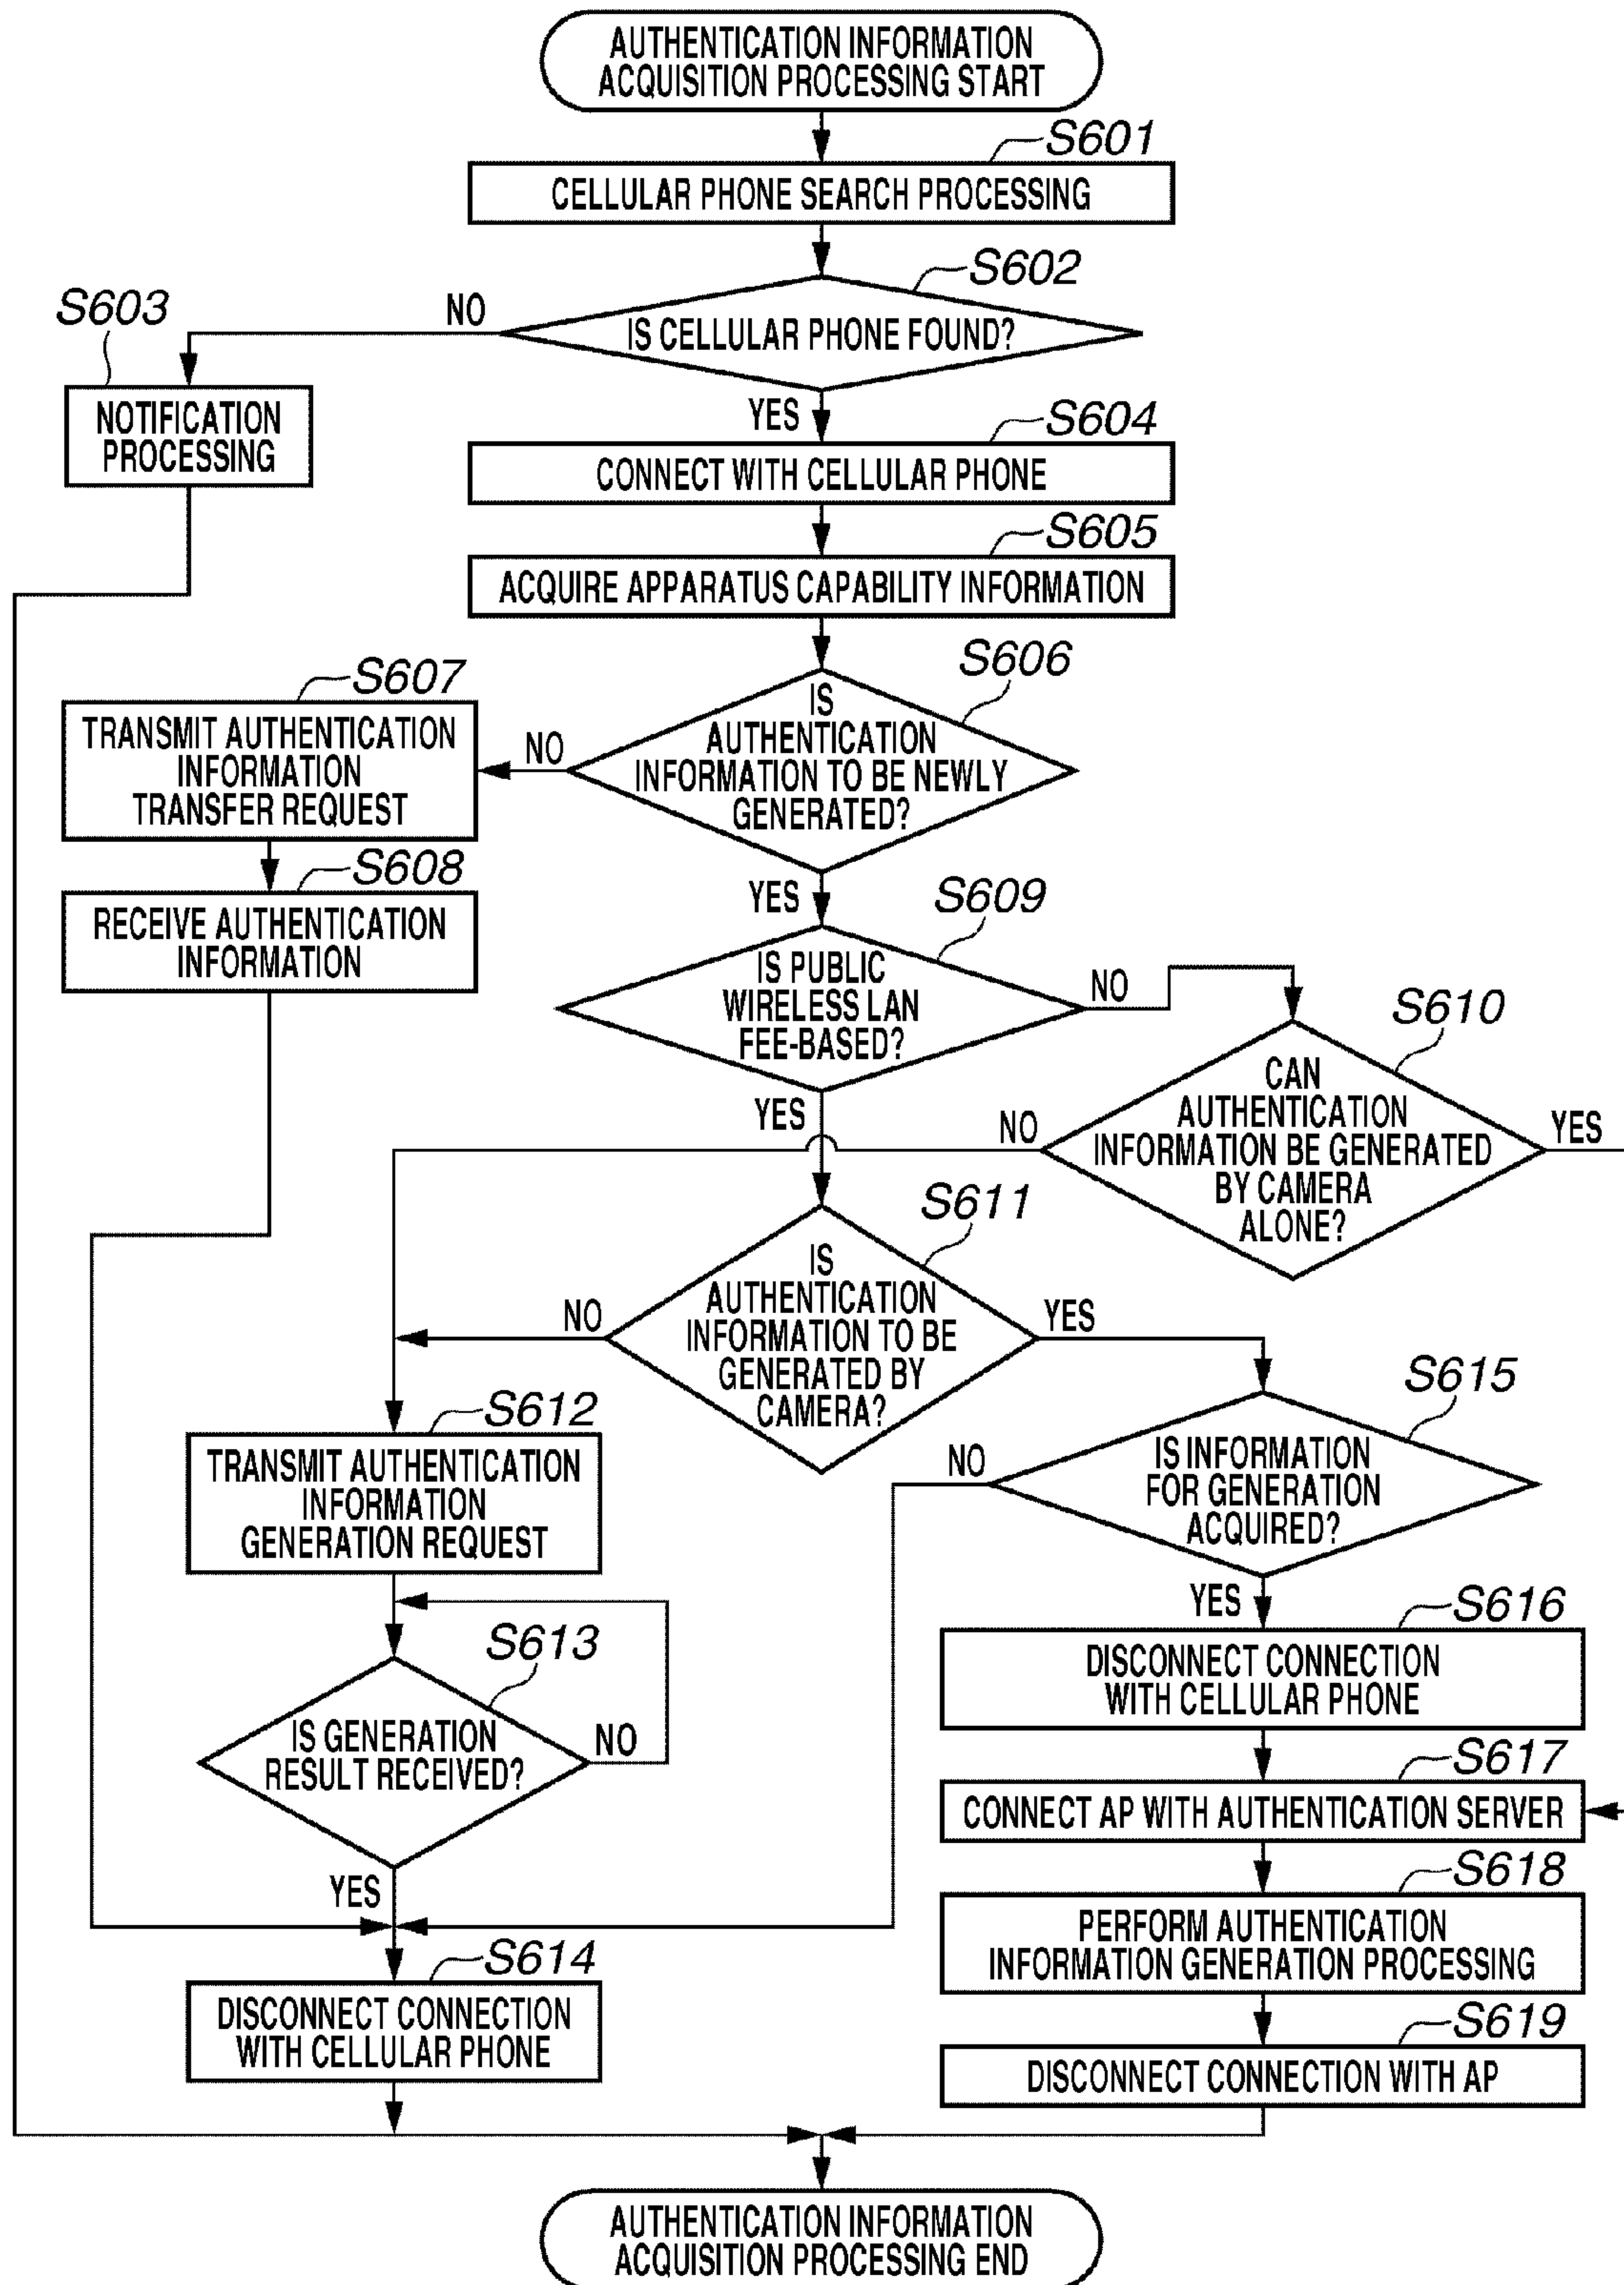 AUTHENTICATION INFORMATION
ACQUISITION PROCESSING START
S601
CELLULAR PHONE SEARCH PROCESSING
S602
IS CELLULAR PHONE FOUND?
NO
S603
NOTIFICATION
PROCESSING
YES
S604
CONNECT WITH CELLULAR PHONE
S605
ACQUIRE APPARATUS CAPABILITY INFORMATION
S606
IS
AUTHENTICATION
INFORMATION TO BE NEWLY
GENERATED?
NO
S607
TRANSMIT AUTHENTICATION
INFORMATION
TRANSFER REQUEST
S608
RECEIVE AUTHENTICATION
INFORMATION
YES
S609
IS PUBLIC
WIRELESS LAN
FEE-BASED?
NO
S610
CAN
AUTHENTICATION
INFORMATION BE GENERATED
BY CAMERA
ALONE?
NO
YES
YES
S611
IS
AUTHENTICATION
INFORMATION TO BE
GENERATED BY
CAMERA?
NO
YES
S612
TRANSMIT AUTHENTICATION
INFORMATION
GENERATION REQUEST
S613
IS GENERATION
RESULT RECEIVED?
NO
YES
S614
DISCONNECT CONNECTION
WITH CELLULAR PHONE
S615
IS INFORMATION
FOR GENERATION
ACQUIRED?
NO
YES
S616
DISCONNECT CONNECTION
WITH CELLULAR PHONE
S617
CONNECT AP WITH AUTHENTICATION SERVER
S618
PERFORM AUTHENTICATION
INFORMATION GENERATION PROCESSING
S619
DISCONNECT CONNECTION WITH AP
AUTHENTICATION INFORMATION
ACQUISITION PROCESSING END